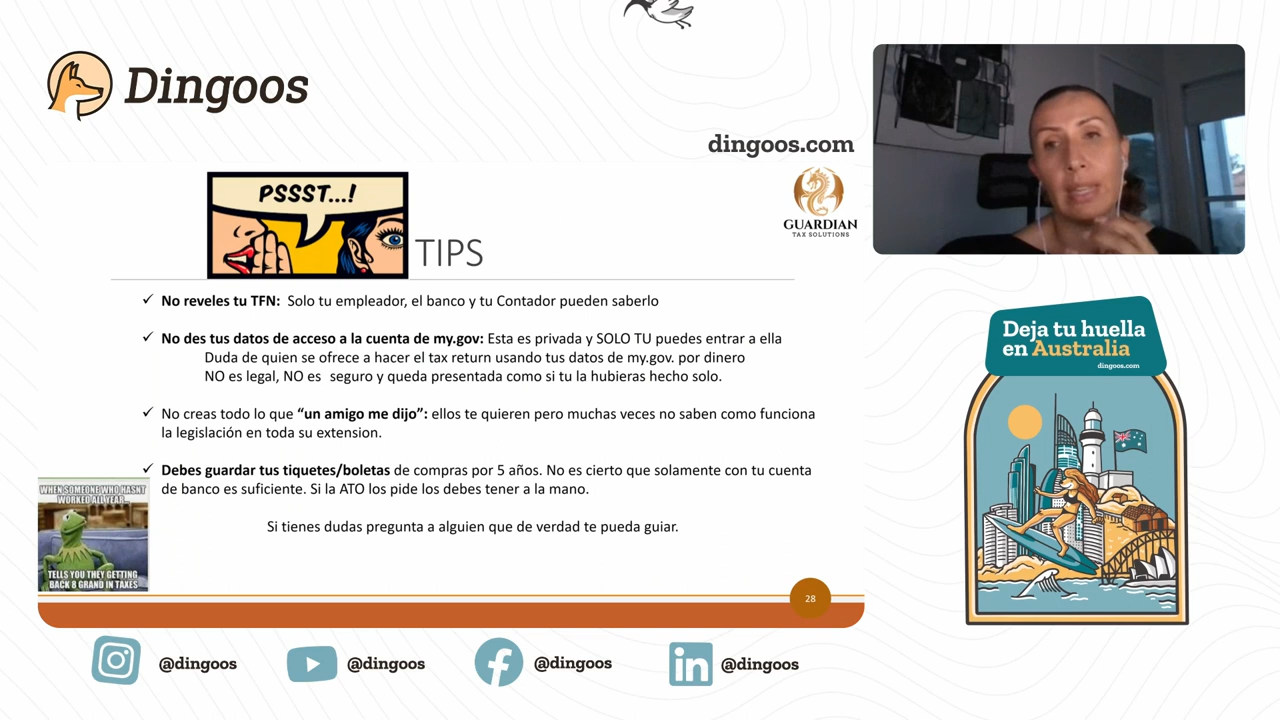 Dingoos
dingoos.com
PSSST...!
TIPS
GUARDIAN
TAX SOLUTIONS
✓ No reveles tu TFN: Solo tu empleador, el banco y tu Contador pueden saberlo
✓ No des tus datos de acceso a la cuenta de my.gov: Esta es privada y SOLO TU puedes entrar a ella
Duda de quien se ofrece a hacer el tax return usando tus datos de my.gov. por dinero
NO es legal, NO es seguro y queda presentada como si tu la hubieras hecho solo.
✓ No creas todo lo que “un amigo me dijo”: ellos te quieren pero muchas veces no saben como funciona
la legislación en toda su extension.
✓ Debes guardar tus tiquetes/boletas de compras por 5 años. No es cierto que solamente con tu cuenta
de banco es suficiente. Si la ATO los pide los debes tener a la mano.
Si tienes dudas pregunta a alguien que de verdad te pueda guiar.
WHEN SOMEONE WHO HASNT
WORKED ALL YEAR...
TELLS YOU THEY GETTING
BACK 8 GRAND IN TAXES
28
Deja tu huella
en Australia
dingoos.com
@dingoos
@dingoos
@dingoos
@dingoos